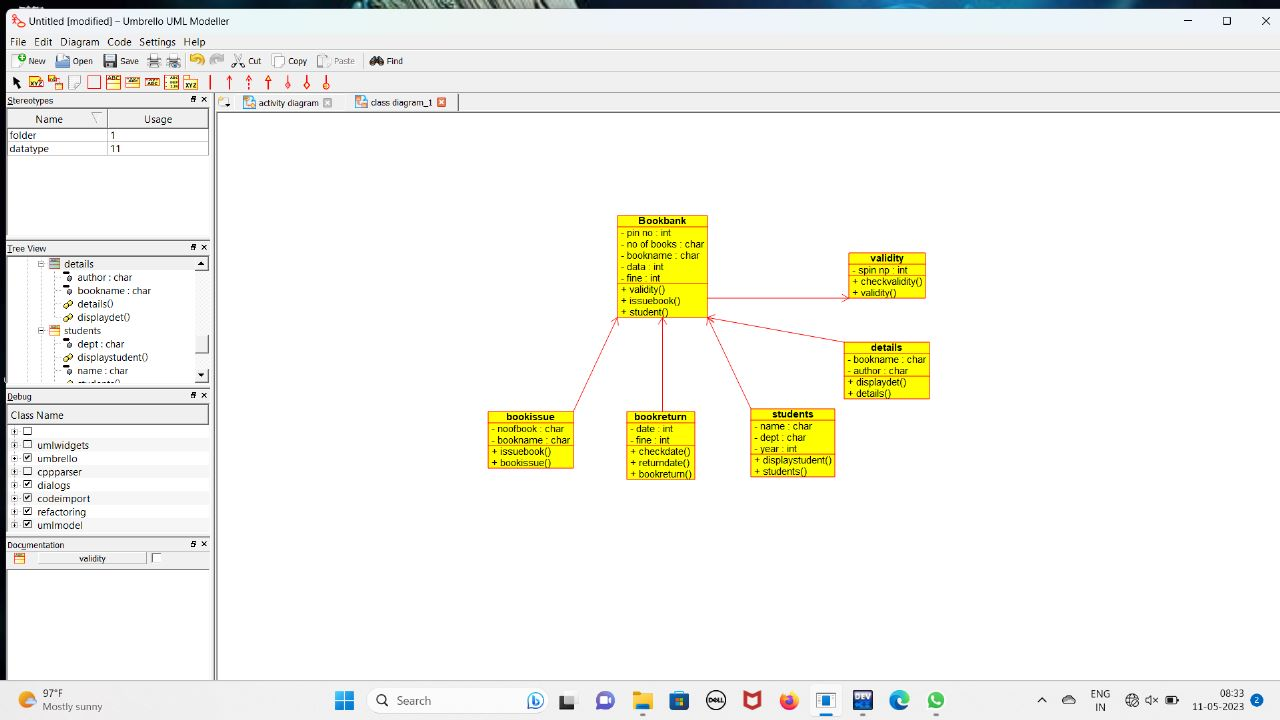 Untitled [modified] – Umbrello UML Modeller
File Edit Diagram Code Settings Help
New Open Save Cut Copy Paste Find
Stereotypes
Name Usage
folder 1
datatype 11
Tree View
details
author : char
bookname : char
details()
displaydet()
students
dept : char
displaystudent()
name : char
students()
Debug
Class Name
umlwidgets
umbrello
cppparser
dialogs
codeimport
refactoring
umlmodel
Documentation
validity
activity diagram class diagram_1
Bookbank
- pin no : int
- no of books : char
- bookname : char
- data : int
- fine : int
+ validity()
+ issuebook()
+ student()
validity
- spin np : int
+ checkvalidity()
+ validity()
details
- bookname : char
- author : char
+ displaydet()
+ details()
bookissue
- noofbook : char
- bookname : char
+ issuebook()
+ bookissue()
bookreturn
- date : int
- fine : int
+ checkdate()
+ returndate()
+ bookreturn()
students
- name : char
- dept : char
- year : int
+ displaystudent()
+ students()
97°F
Mostly sunny
Search
DELL
DEV
ENG
IN
08:33
11-05-2023
2